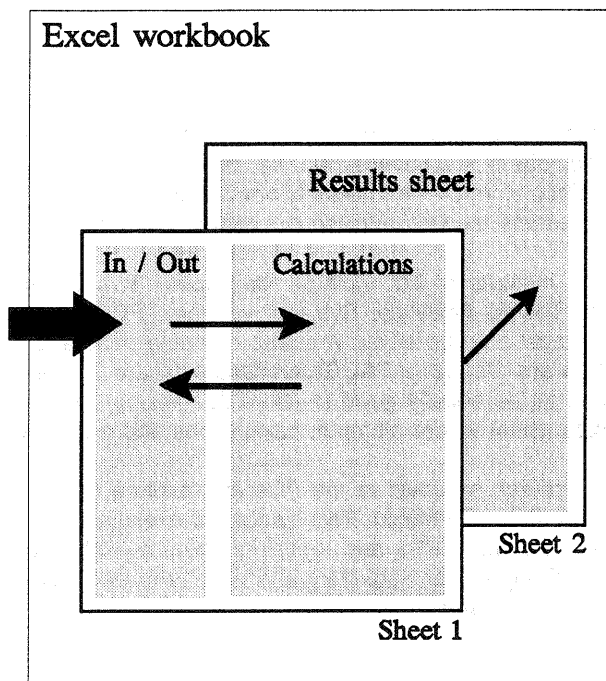 Excel workbook
Results sheet
In / Out
Calculations
Sheet 2
Sheet 1